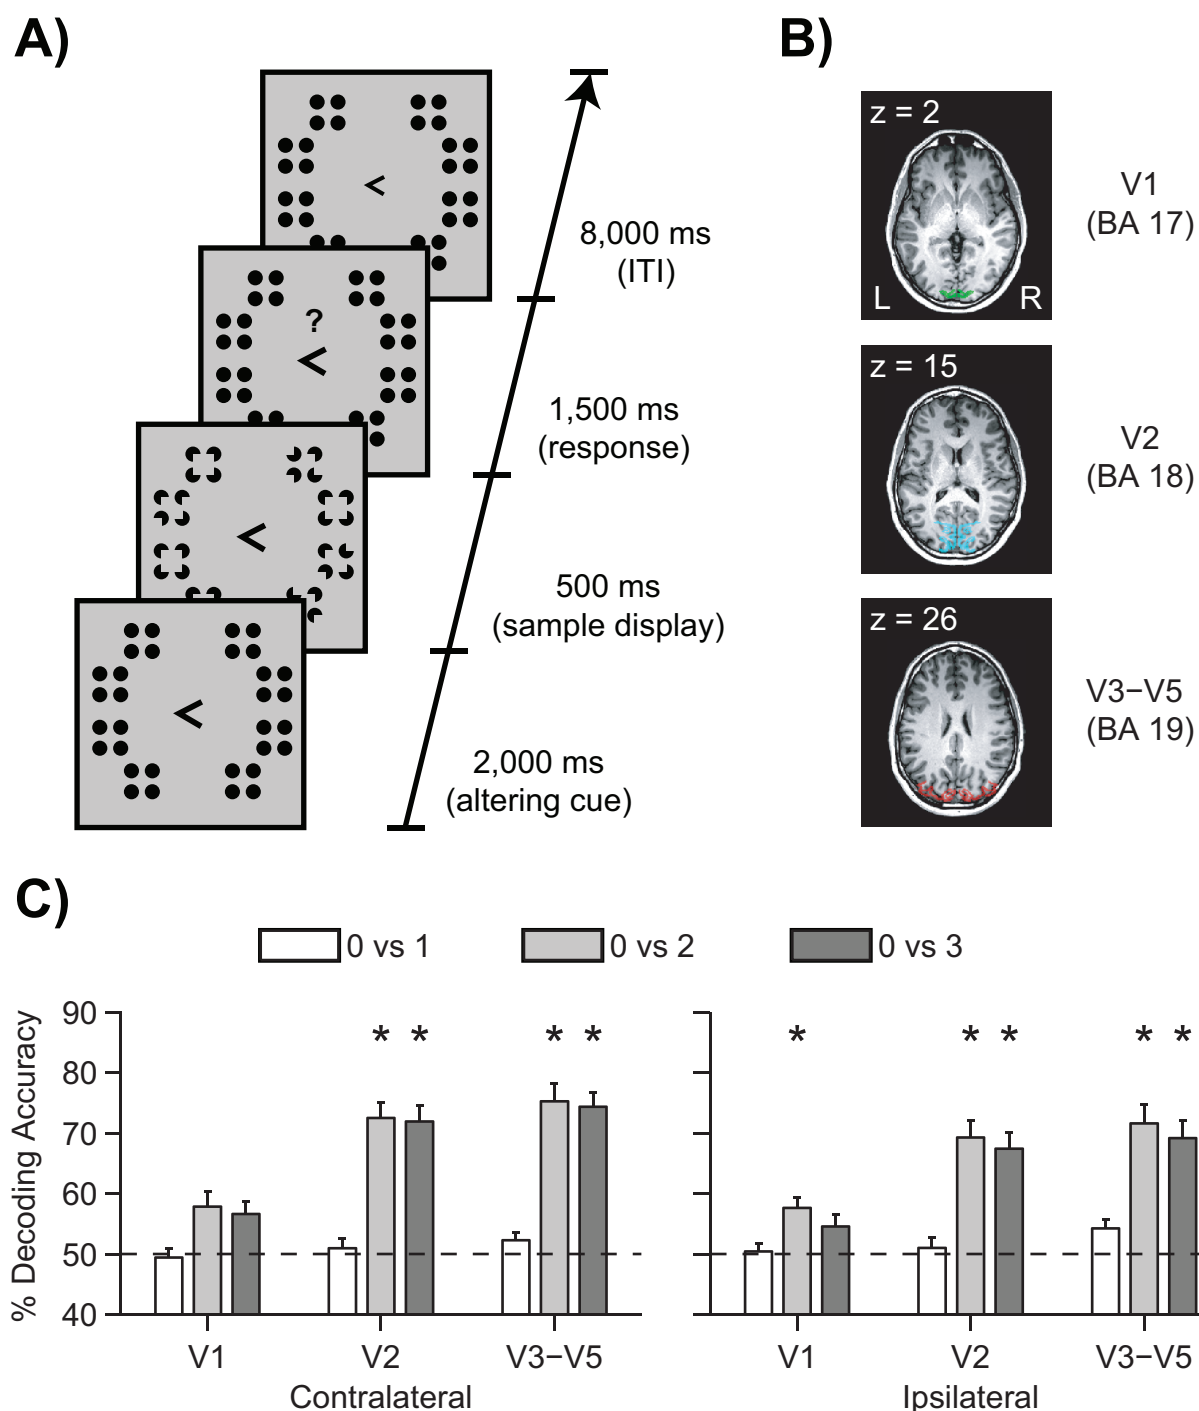 A)
?
8,000 ms
(ITI)
1,500 ms
(response)
500 ms
(sample display)
2,000 ms
(altering cue)
B)
z = 2
L
R
V1
(BA 17)
z = 15
V2
(BA 18)
z = 26
V3−V5
(BA 19)
C)
0 vs 1
0 vs 2
0 vs 3
% Decoding Accuracy
90
80
70
60
50
40
* * * *
* * * * *
V1
V2
V3−V5
Contralateral
V1
V2
V3−V5
Ipsilateral